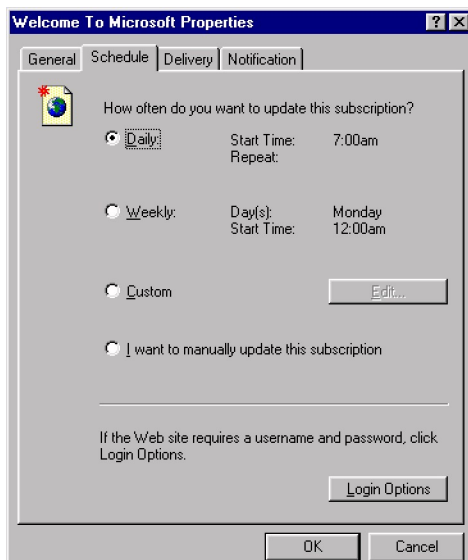 Welcome To Microsoft Properties
? X
General Schedule Delivery Notification
How often do you want to update this subscription?
Daily: Start Time: 7:00am
Repeat:
Weekly: Day(s): Monday
Start Time: 12:00am
Custom Edit...
I want to manually update this subscription
If the Web site requires a username and password, click
Login Options.
Login Options
OK Cancel